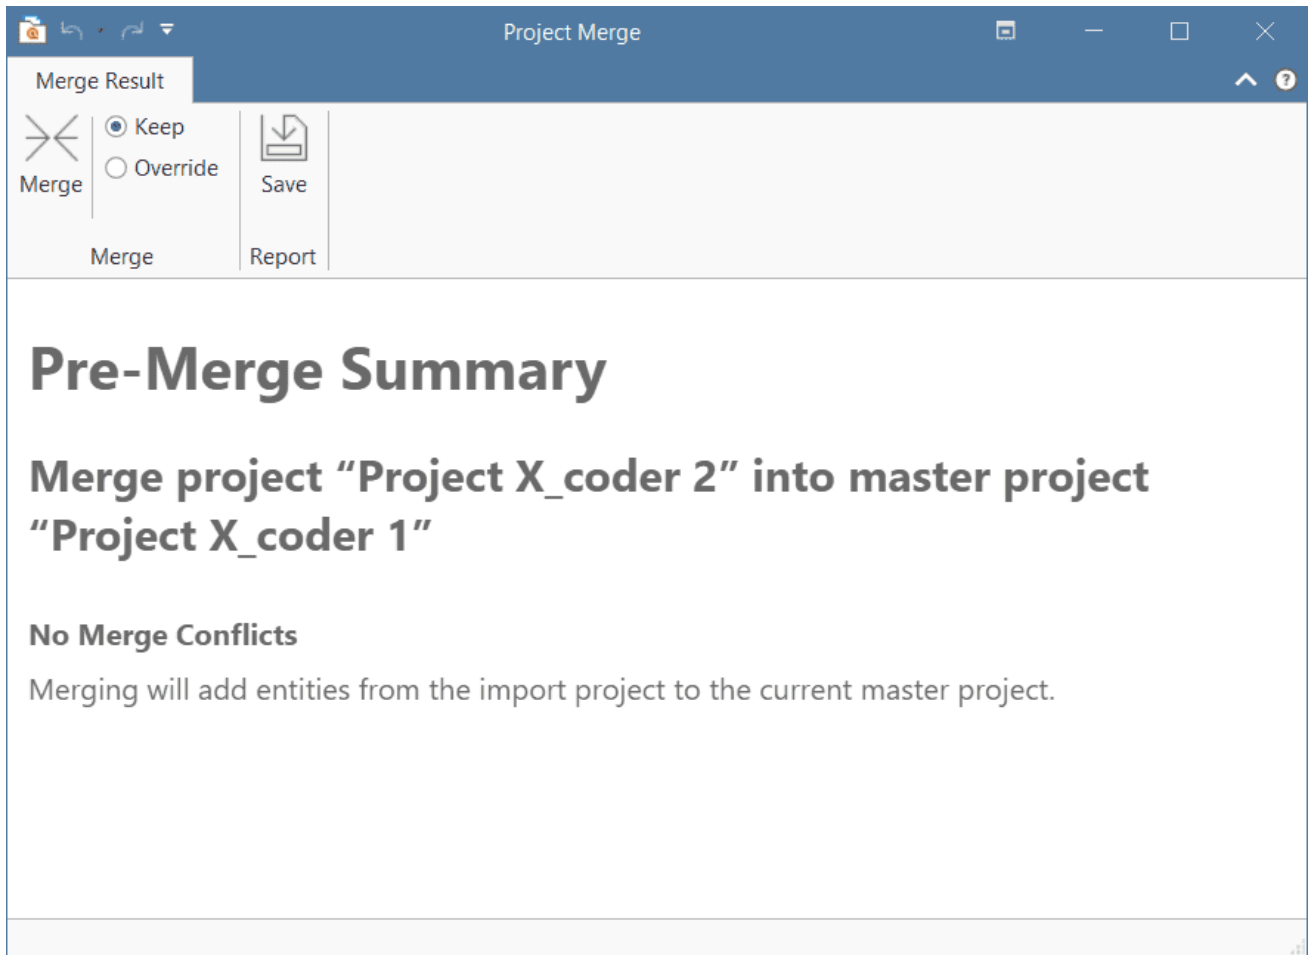 Project Merge
Merge Result
?
Keep
Override
Merge
Save
Merge
Report
Pre-Merge Summary
Merge project “Project X_coder 2” into master project
“Project X_coder 1”
No Merge Conflicts
Merging will add entities from the import project to the current master project.